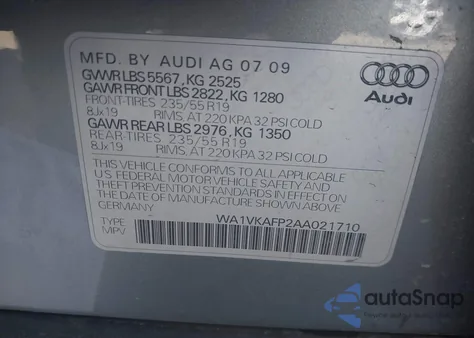 MFD. BY AUDI AG 07 09
GWWR LBS 5567, KG 2525
GAWR FRONT LBS 2822, KG 1280
FRONT-TIRES 235/55 R19
8Jx19 RIMS, AT 220 KPA 32 PSI COLD
GAWR REAR LBS 2976, KG 1350
REAR-TIRES 235/55 R19
8Jx19 RIMS, AT 220 KPA 32 PSI COLD
THIS VEHICLE CONFORMS TO ALL APPLICABLE
U.S FEDERAL MOTOR VEHICLE SAFETY AND
THEFT PREVENTION STANDARDS IN EFFECT ON
THE DATE OF MANUFACTURE SHOWN ABOVE.
GERMANY
TYPE WA1VKAFP2AA021710
MPV
Audi
autoSnap